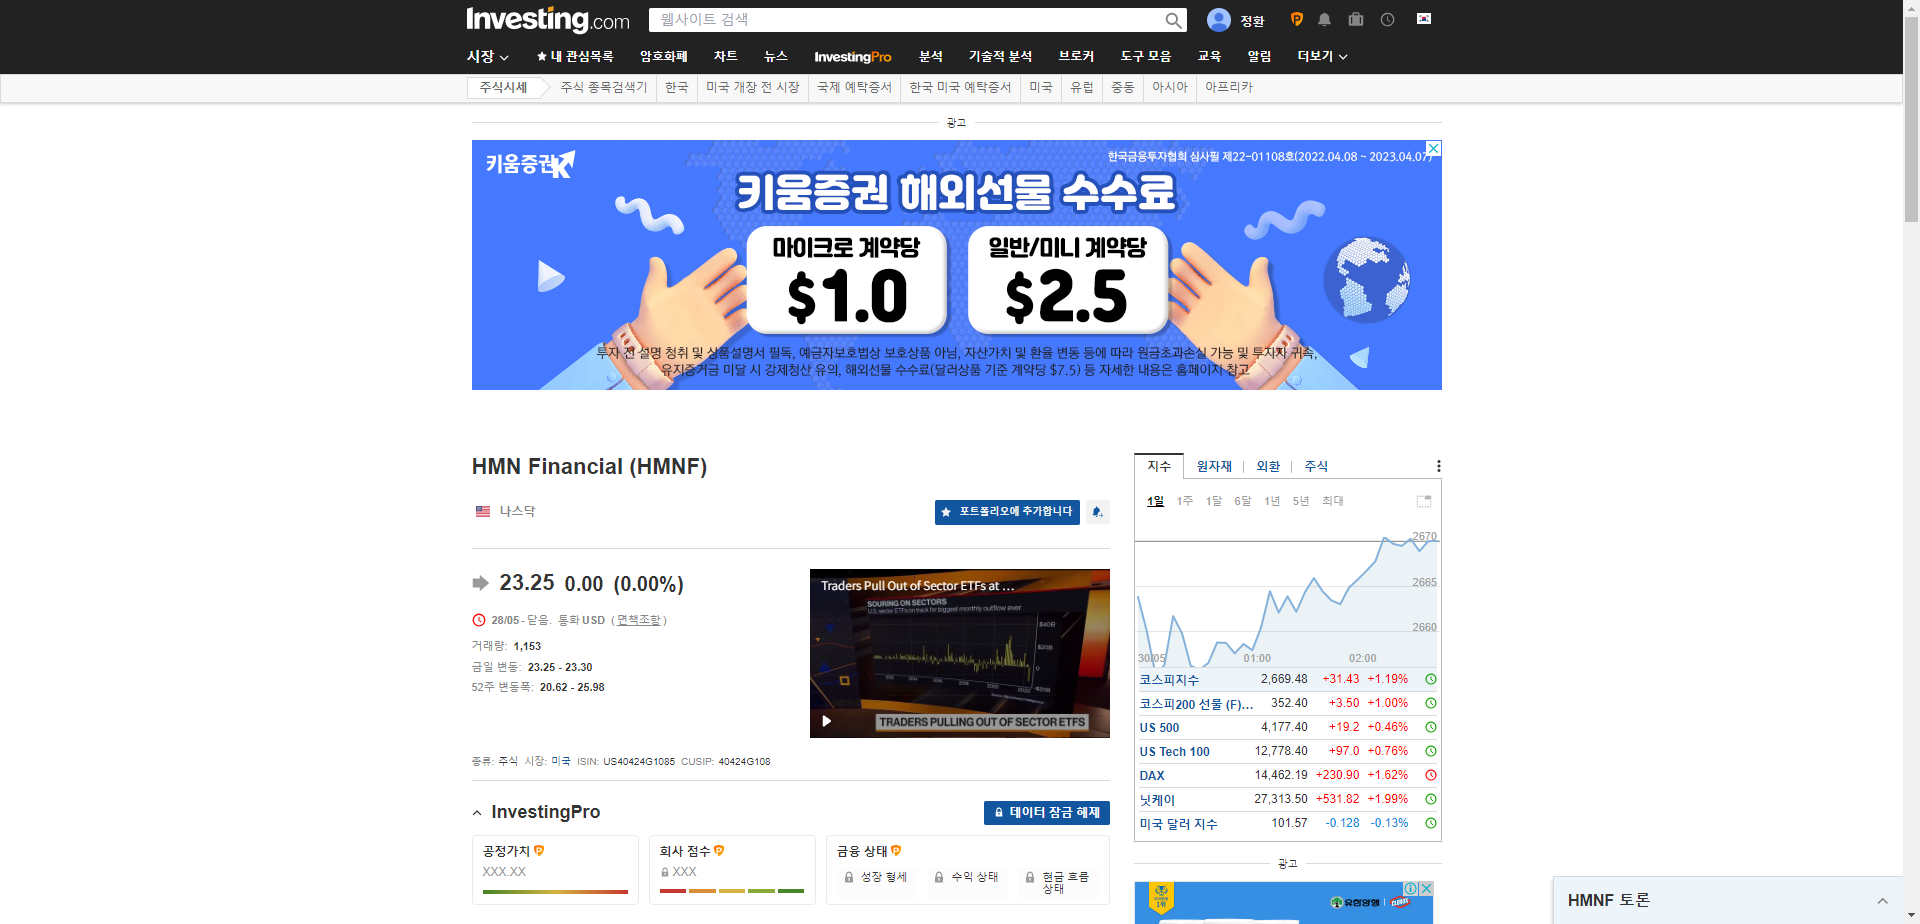 Investing.com
웹사이트 검색
정환
시장
내 관심목록
암호화폐
차트
뉴스
InvestingPro
분석
기술적 분석
브로커
도구 모음
교육
알림
더보기
주식시세
주식 종목검색기
한국
미국 개장 전 시장
국제 예탁증서
한국 미국 예탁증서
미국
유럽
중동
아시아
아프리카
광고
키움증권
한국금융투자협회 심사필 제22-01108호(2022.04.08 ~ 2023.04.07)
키움증권 해외선물 수수료
마이크로 계약당
$1.0
일반/미니 계약당
$2.5
투자 전 설명 청취 및 상품설명서 필독, 예금자보호법상 보호상품 아님, 자산가치 및 환율 변동 등에 따라 원금초과손실 가능 및 투자자 귀속,
유지증거금 미달 시 강제청산 유의, 해외선물 수수료(달러상품 기준 계약당 $7.5) 등 자세한 내용은 홈페이지 참고
HMN Financial (HMNF)
나스닥
포트폴리오에 추가합니다
23.25 0.00 (0.00%)
28/05 - 닫음. 통화 USD ( 면책조항 )
거래량: 1,153
금일 변동: 23.25 - 23.30
52주 변동폭: 20.62 - 25.98
Traders Pull Out of Sector ETFs at ...
SOURING ON SECTORS
U.S. sector ETFs on track for biggest monthly outflow ever
$40B
$20B
0
-$20B
TRADERS PULLING OUT OF SECTOR ETFS
종류: 주식 시장: 미국 ISIN: US40424G1085 CUSIP: 40424G108
InvestingPro
데이터 잠금 해제
공정가치
XXX.XX
회사 점수
XXX
금융 상태
성장 형세
수익 상태
현금 흐름
상태
지수
원자재
외환
주식
1일 1주 1달 6달 1년 5년 최대
2670
2665
2660
30/05 01:00 02:00
코스피지수 2,669.48 +31.43 +1.19%
코스피200 선물 (F)... 352.40 +3.50 +1.00%
US 500 4,177.40 +19.2 +0.46%
US Tech 100 12,778.40 +97.0 +0.76%
DAX 14,462.19 +230.90 +1.62%
닛케이 27,313.50 +531.82 +1.99%
미국 달러 지수 101.57 -0.128 -0.13%
광고
1위
유한양행
CLOROX
HMNF 토론